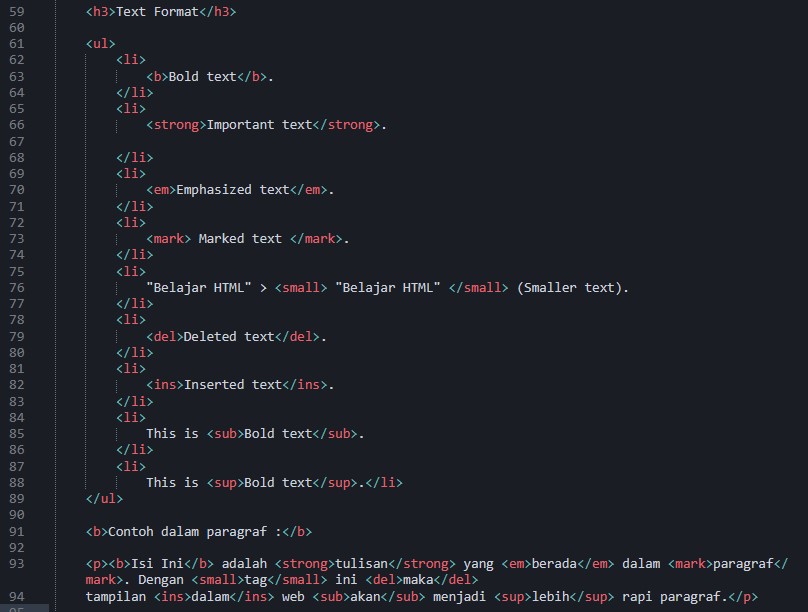 59 <h3>Text Format</h3>
60
61 <ul>
62 <li>
63 <b>Bold text</b>.
64 </li>
65 <li>
66 <strong>Important text</strong>.
67
68 </li>
69 <li>
70 <em>Emphasized text</em>.
71 </li>
72 <li>
73 <mark> Marked text </mark>.
74 </li>
75 <li>
76 "Belajar HTML" > <small> "Belajar HTML" </small> (Smaller text).
77 </li>
78 <li>
79 <del>Deleted text</del>.
80 </li>
81 <li>
82 <ins>Inserted text</ins>.
83 </li>
84 <li>
85 This is <sub>Bold text</sub>.
86 </li>
87 <li>
88 This is <sup>Bold text</sup>.</li>
89 </ul>
90
91 <b>Contoh dalam paragraf :</b>
92
93 <p><b>Isi Ini</b> adalah <strong>tulisan</strong> yang <em>berada</em> dalam <mark>paragraf</
mark>. Dengan <small>tag</small> ini <del>maka</del>
94 tampilan <ins>dalam</ins> web <sub>akan</sub> menjadi <sup>lebih</sup> rapi paragraf.</p>
95